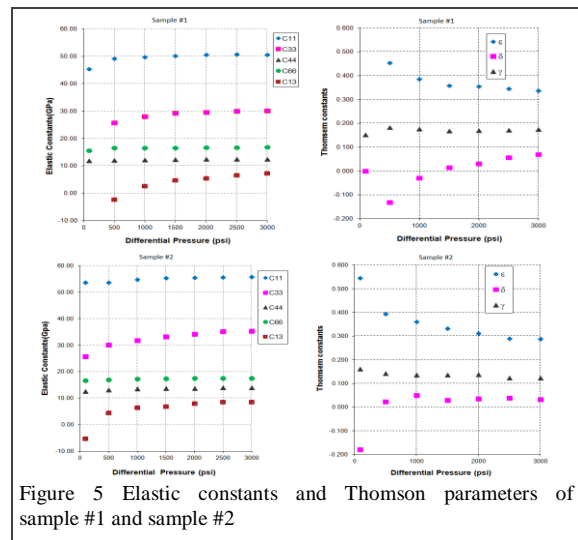 Sample #1
60.00
50.00
40.00
30.00
20.00
10.00
0.00
-10.00
0 500 1000 1500 2000 2500 3000
Elastic Constants(GPa)
Differential Pressure (psi)
C11
C33
C44
C66
C13
Sample #1
0.600
0.500
0.400
0.300
0.200
0.100
0.000
-0.100
-0.200
0 1000 2000 3000
Thomsem constants
Differential Pressure (psi)
ε
δ
γ
Sample #2
60.00
50.00
40.00
30.00
20.00
10.00
0.00
-10.00
0 500 1000 1500 2000 2500 3000
Elastic Constants(Gpa)
Differential Pressure (psi)
C11
C33
C44
C66
C13
Sample #2
0.600
0.500
0.400
0.300
0.200
0.100
0.000
-0.100
-0.200
0 1000 2000 3000
Thomsem constants
Differential Pressure (psi)
ε
δ
γ
Figure 5 Elastic constants and Thomson parameters of
sample #1 and sample #2